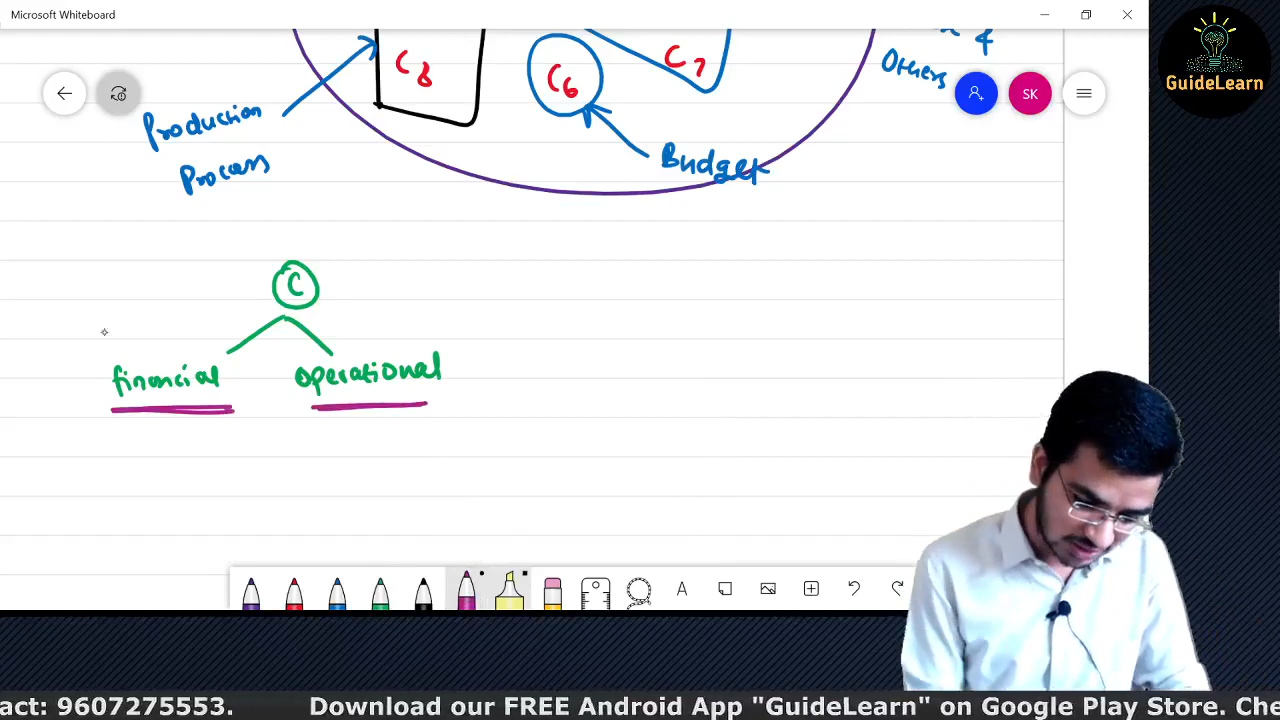 Microsoft Whiteboard
GuideLearn
C8
C6
C7
&
Others
SK
Production
Process
Budget
C
financial
operational
A
act: 9607275553. Download our FREE Android App "GuideLearn" on Google Play Store. Che